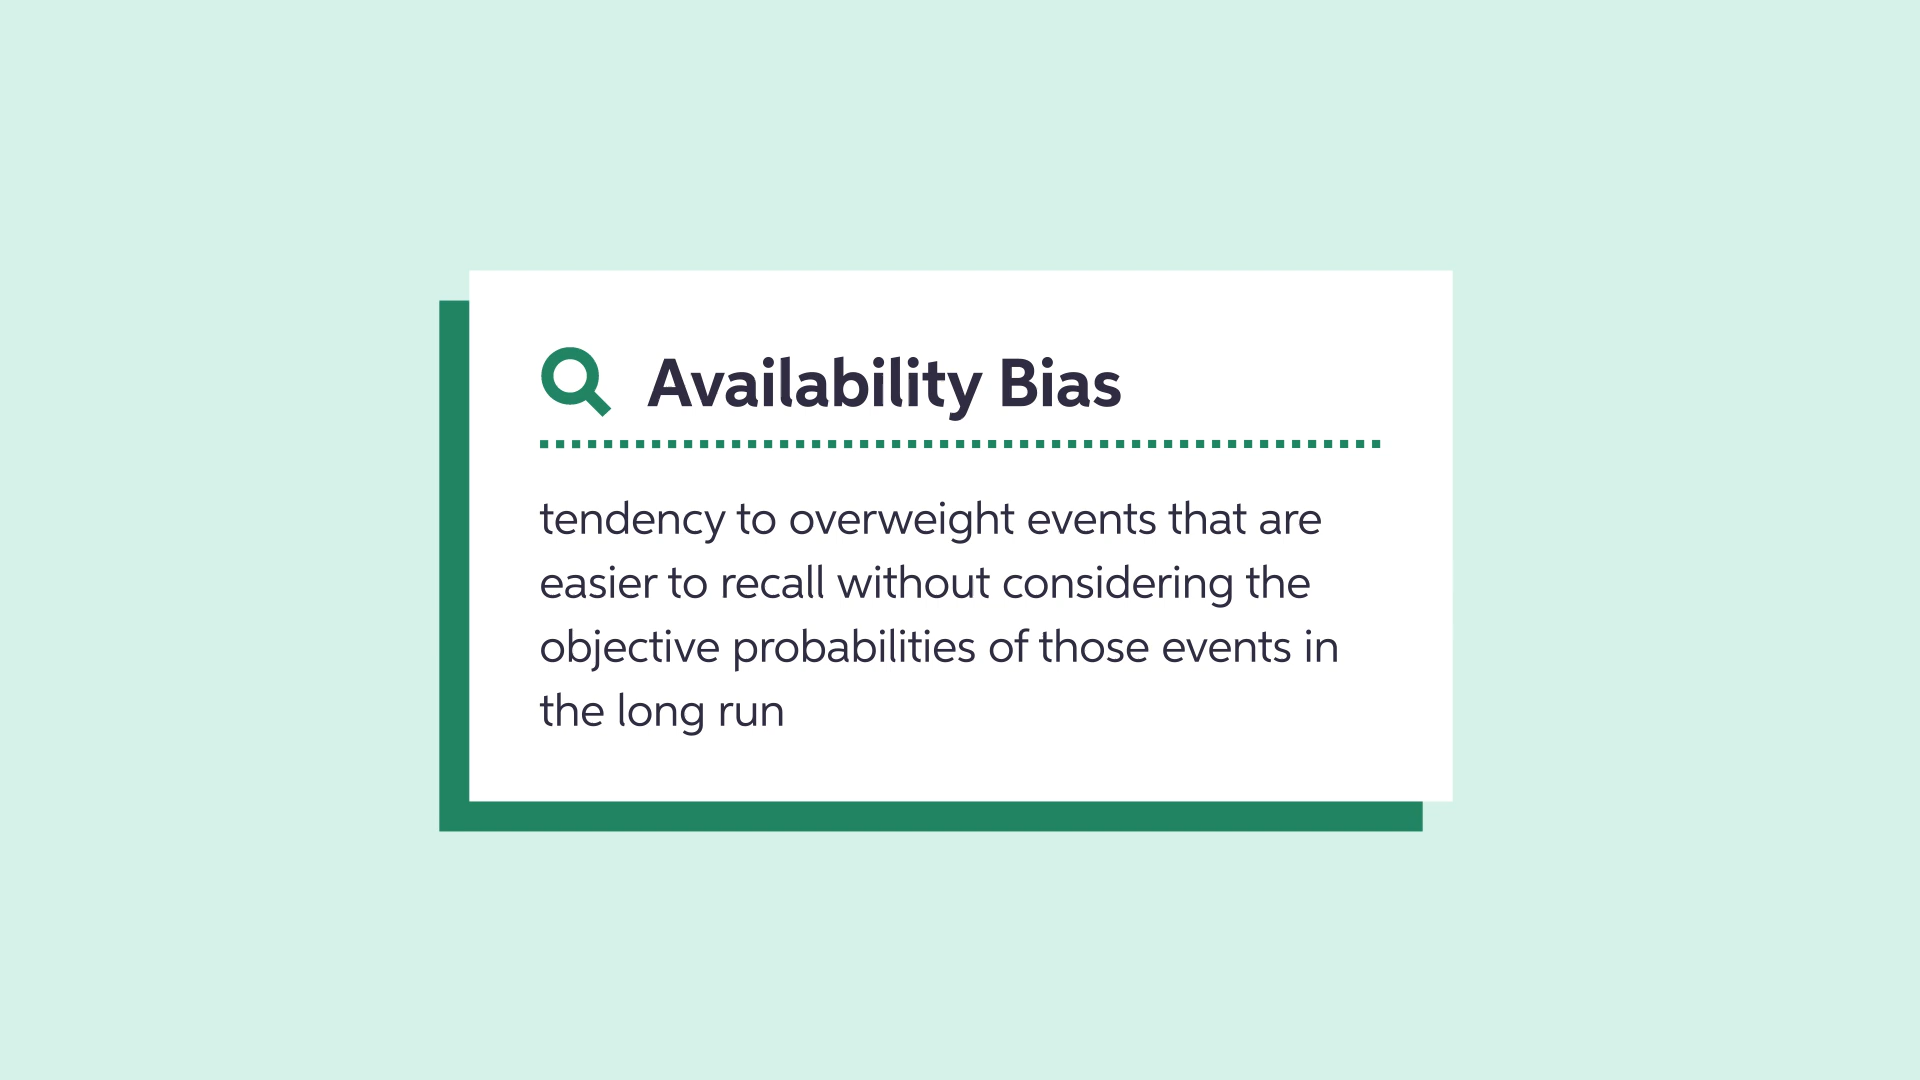 Availability Bias
tendency to overweight events that are
easier to recall without considering the
objective probabilities of those events in
the long run